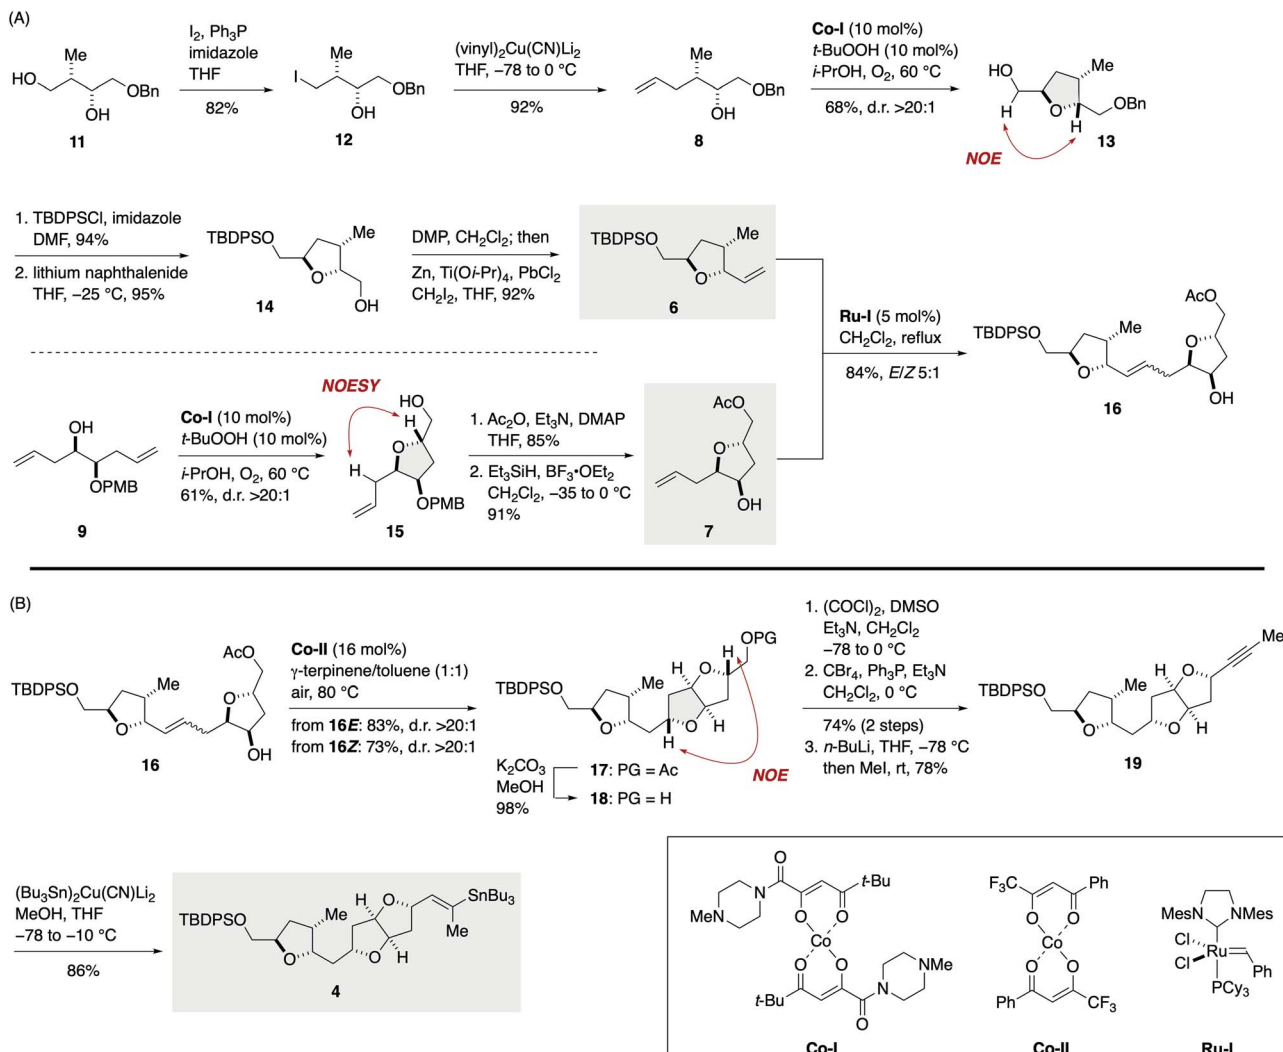 (A)
I2, Ph3P
imidazole
THF
82%
(vinyl)2Cu(CN)Li2
THF, –78 to 0 °C
92%
Co-I (10 mol%)
t-BuOOH (10 mol%)
i-PrOH, O2, 60 °C
68%, d.r. >20:1
HO
Me
OBn
OH
11
I
Me
OBn
OH
12
Me
OBn
OH
8
HO
Me
H
O
H
OBn
NOE
13
1. TBDPSCl, imidazole
DMF, 94%
2. lithium naphthalenide
THF, –25 °C, 95%
TBDPSO
Me
O
OH
14
DMP, CH2Cl2; then
Zn, Ti(Oi-Pr)4, PbCl2
CH2I2, THF, 92%
TBDPSO
Me
O
6
Ru-I (5 mol%)
CH2Cl2, reflux
84%, E/Z 5:1
AcO
TBDPSO
Me
O
O
OH
16
OH
OPMB
9
Co-I (10 mol%)
t-BuOOH (10 mol%)
i-PrOH, O2, 60 °C
61%, d.r. >20:1
NOESY
HO
H
O
H
OPMB
15
1. Ac2O, Et3N, DMAP
THF, 85%
2. Et3SiH, BF3•OEt2
CH2Cl2, –35 to 0 °C
91%
AcO
O
OH
7
(B)
AcO
TBDPSO
Me
O
O
OH
16
Co-II (16 mol%)
γ-terpinene/toluene (1:1)
air, 80 °C
from 16E: 83%, d.r. >20:1
from 16Z: 73%, d.r. >20:1
OPG
H
H
O
TBDPSO
Me
O
O
H
H
NOE
K2CO3
MeOH
98%
17: PG = Ac
18: PG = H
1. (COCl)2, DMSO
Et3N, CH2Cl2
–78 to 0 °C
2. CBr4, Ph3P, Et3N
CH2Cl2, 0 °C
74% (2 steps)
3. n-BuLi, THF, –78 °C
then MeI, rt, 78%
Me
H
O
TBDPSO
Me
O
O
H
19
(Bu3Sn)2Cu(CN)Li2
MeOH, THF
–78 to –10 °C
86%
H
O
SnBu3
TBDPSO
Me
Me
O
O
H
4
O
N
t-Bu
MeN
O
O
Co
O
O
NMe
t-Bu
N
O
Co-I
F3C
Ph
O
O
Co
O
O
Ph
CF3
Co-II
MesN
NMes
Cl
Ru
Cl
Ph
PCy3
Ru-I